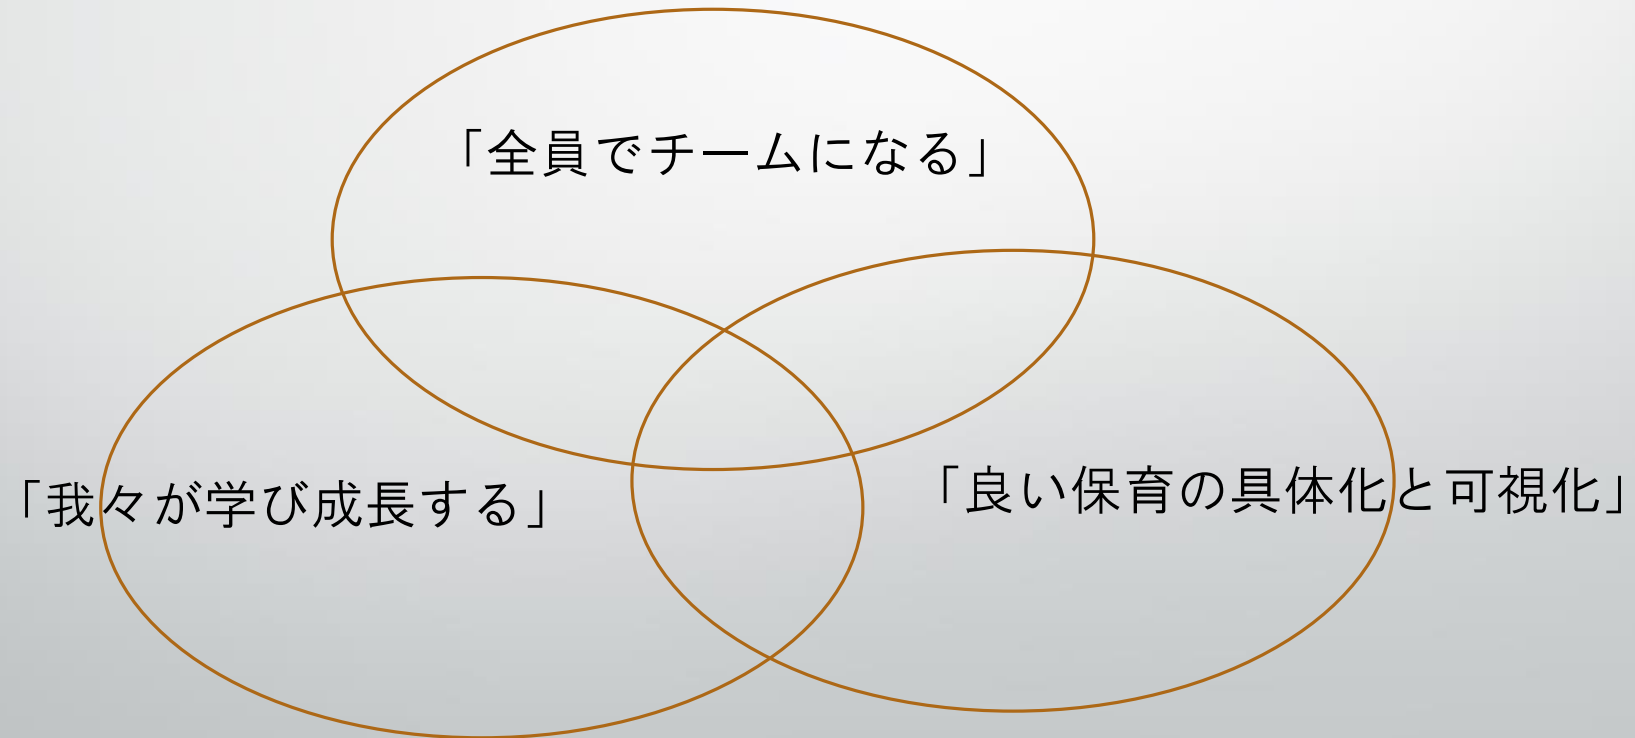 「全員でチームになる」
「我々が学び成長する」
「良い保育の具体化と可視化」